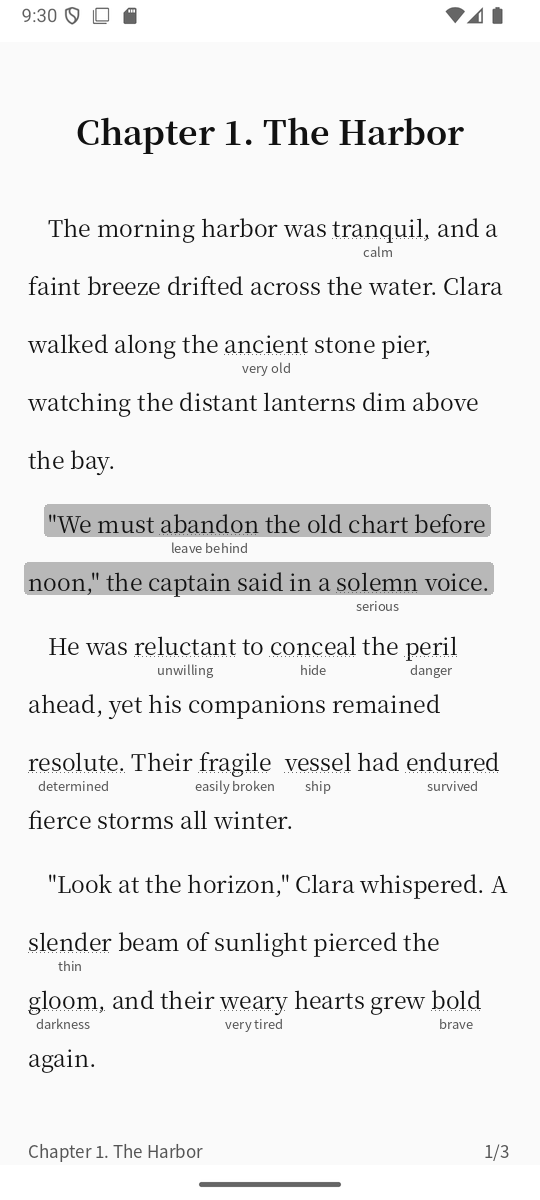 9:30
Chapter 1. The Harbor
The morning harbor was tranquil, and a
calm
faint breeze drifted across the water. Clara
walked along the ancient stone pier,
very old
watching the distant lanterns dim above
the bay.
"We must abandon the old chart before
leave behind
noon," the captain said in a solemn voice.
serious
He was reluctant to conceal the peril
unwilling hide danger
ahead, yet his companions remained
resolute. Their fragile vessel had endured
determined easily broken ship survived
fierce storms all winter.
"Look at the horizon," Clara whispered. A
slender beam of sunlight pierced the
thin
gloom, and their weary hearts grew bold
darkness very tired brave
again.
Chapter 1. The Harbor 1/3